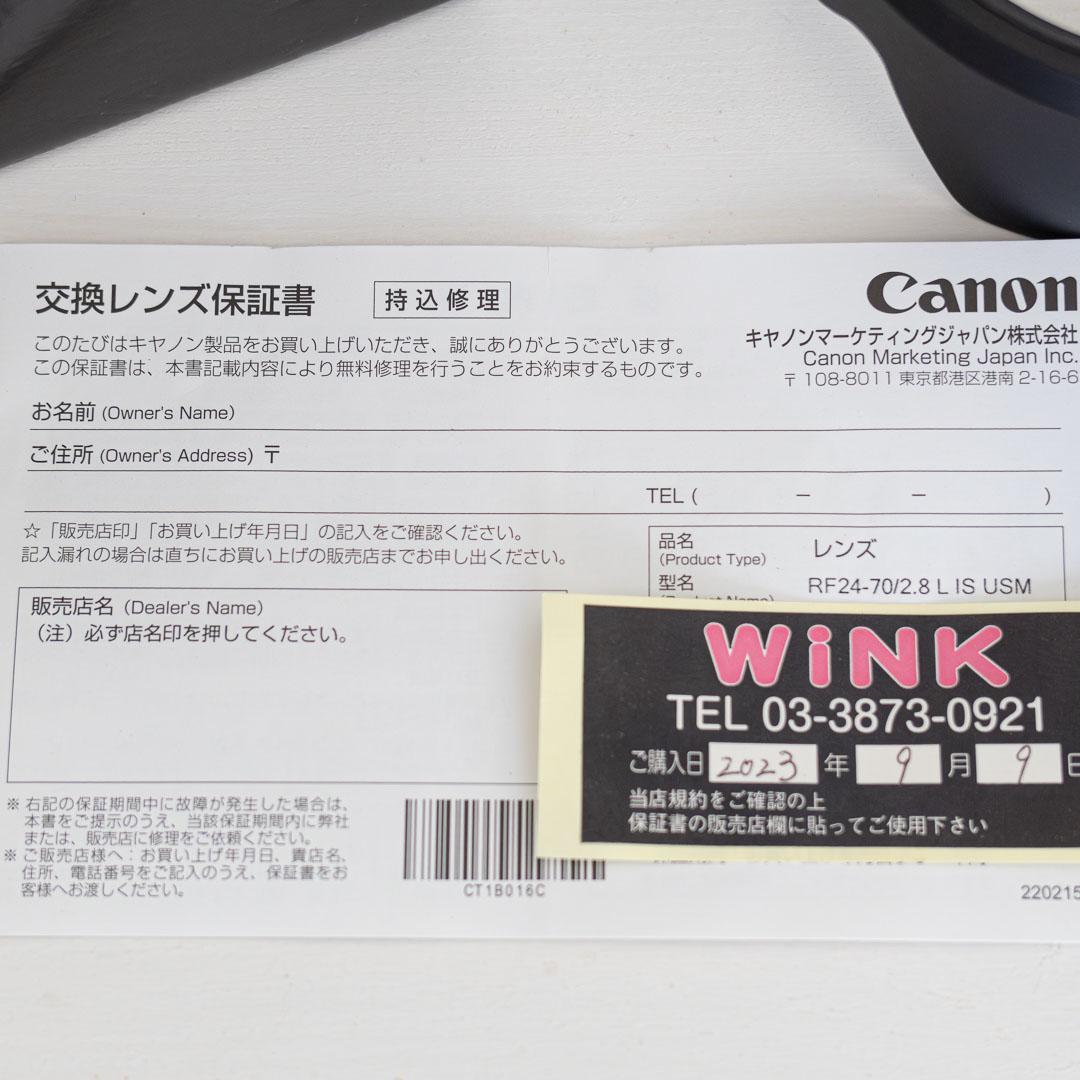 交換レンズ保証書 持込修理
Canon
キヤノンマーケティングジャパン株式会社
Canon Marketing Japan Inc.
〒108-8011 東京都港区港南 2-16-6
このたびはキヤノン製品をお買い上げいただき、誠にありがとうございます。
この保証書は、本書記載内容により無料修理を行うことをお約束するものです。
お名前 (Owner's Name)
ご住所 (Owner's Address) 〒
TEL ( − − )
☆「販売店印」「お買い上げ年月日」の記入をご確認ください。
記入漏れの場合は直ちにお買い上げの販売店までお申し出ください。
品名
(Product Type)
レンズ
型名
RF24-70/2.8 L IS USM
販売店名 (Dealer's Name)
（注）必ず店名印を押してください。
WiNK
TEL 03-3873-0921
ご購入日 2023 年 9 月 9 日
当店規約をご確認の上
保証書の販売店欄に貼ってご使用下さい
※ 右記の保証期間中に故障が発生した場合は、
本書をご提示のうえ、当該保証期間内に弊社
または、販売店に修理をご依頼ください。
※ ご販売店様へ：お買い上げ年月日、貴店名、
住所、電話番号をご記入のうえ、保証書をお
客様へお渡しください。
CT1B016C
220215